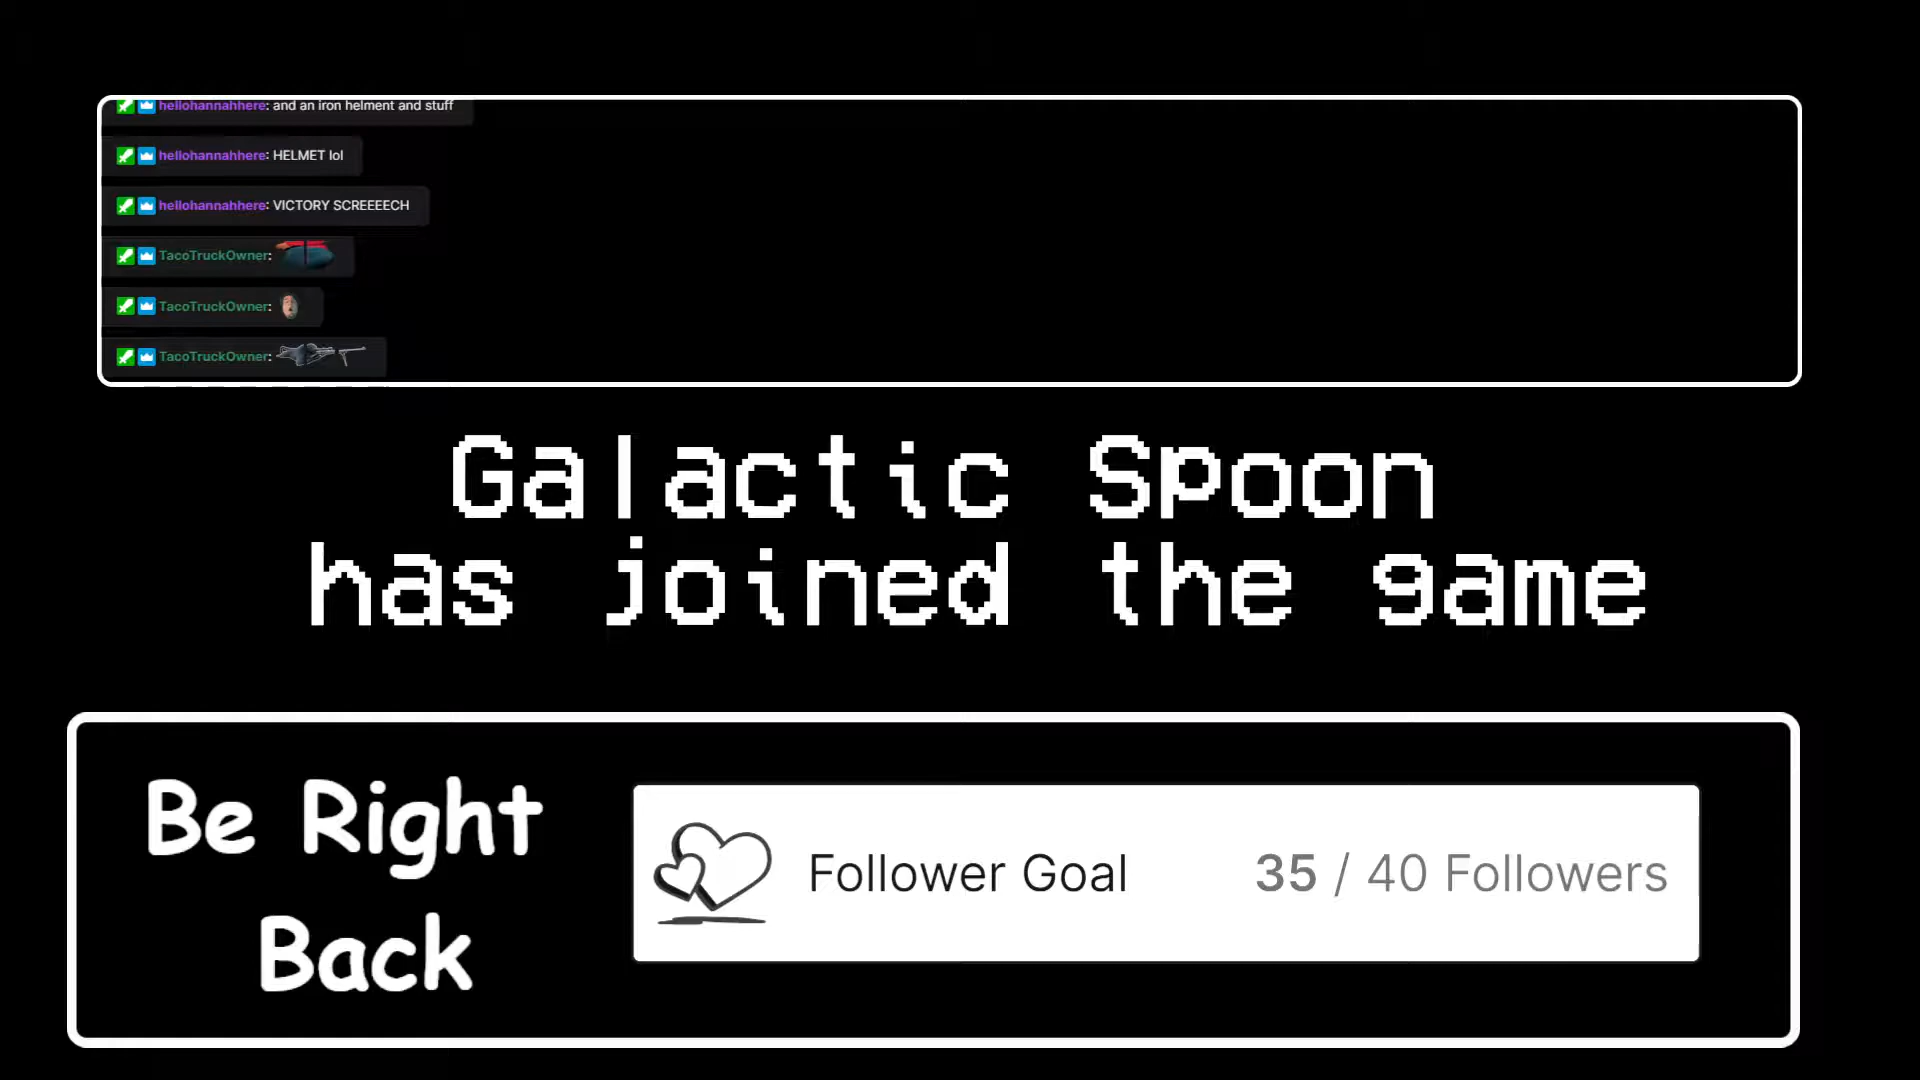 hellohannahhere: and an iron helment and stuff
hellohannahhere: HELMET lol
hellohannahhere: VICTORY SCREEEECH
TacoTruckOwner:
TacoTruckOwner:
TacoTruckOwner:
Galactic Spoon
has joined the game
Be Right
Back
Follower Goal
35 / 40 Followers